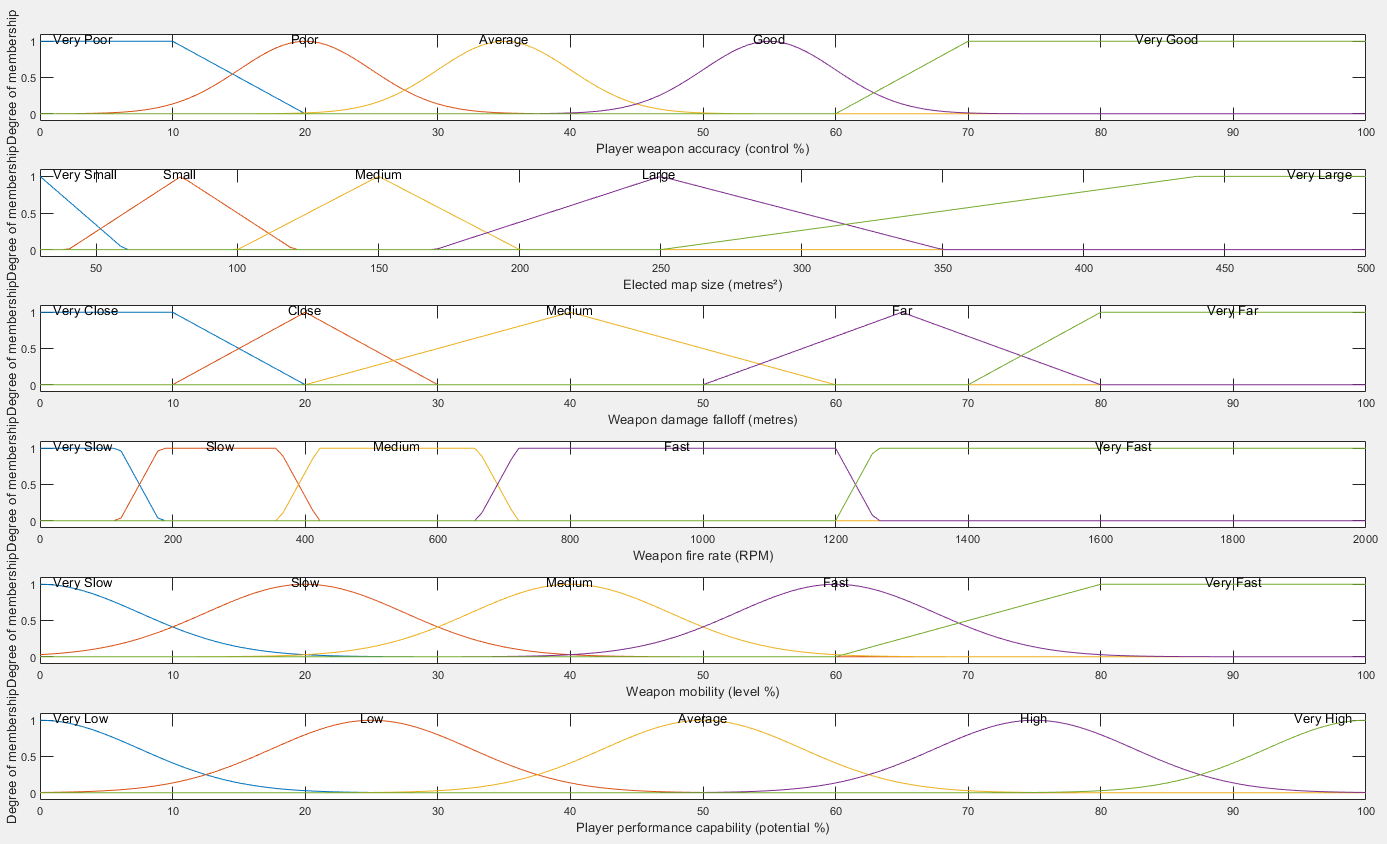 Degree of membership
Very Poor Poor Average Good Very Good
1
0.5
0
0 10 20 30 40 50 60 70 80 90 100
Player weapon accuracy (control %)
Degree of membership
Very Small Small Medium Large Very Large
1
0.5
0
50 100 150 200 250 300 350 400 450 500
Elected map size (metres²)
Degree of membership
Very Close Close Medium Far Very Far
1
0.5
0
0 10 20 30 40 50 60 70 80 90 100
Weapon damage falloff (metres)
Degree of membership
Very Slow Slow Medium Fast Very Fast
1
0.5
0
0 200 400 600 800 1000 1200 1400 1600 1800 2000
Weapon fire rate (RPM)
Degree of membership
Very Slow Slow Medium Fast Very Fast
1
0.5
0
0 10 20 30 40 50 60 70 80 90 100
Weapon mobility (level %)
Degree of membership
Very Low Low Average High Very High
1
0.5
0
0 10 20 30 40 50 60 70 80 90 100
Player performance capability (potential %)